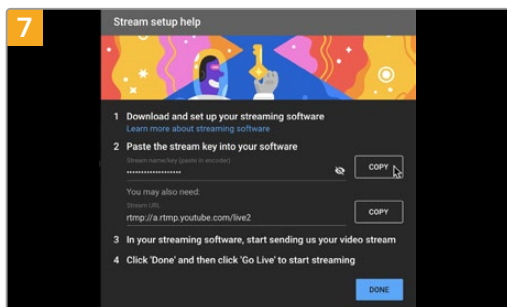 7
Stream setup help
1 Download and set up your streaming software
Learn more about streaming software
2 Paste the stream key into your software
Stream name/key (paste in encoder)
••••••••••••••••••••
COPY
You may also need:
Stream URL
rtmp://a.rtmp.youtube.com/live2
COPY
3 In your streaming software, start sending us your video stream
4 Click 'Done' and then click 'Go Live' to start streaming
DONE